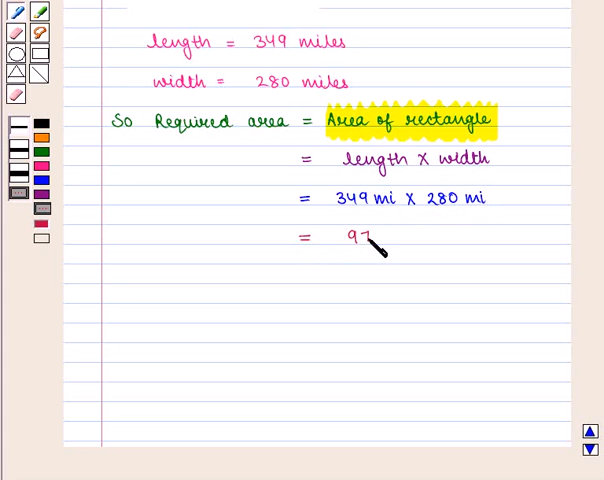 length = 349 miles
width = 280 miles
So Required area = Area of rectangle
= length × width
= 349 mi × 280 mi
= 97